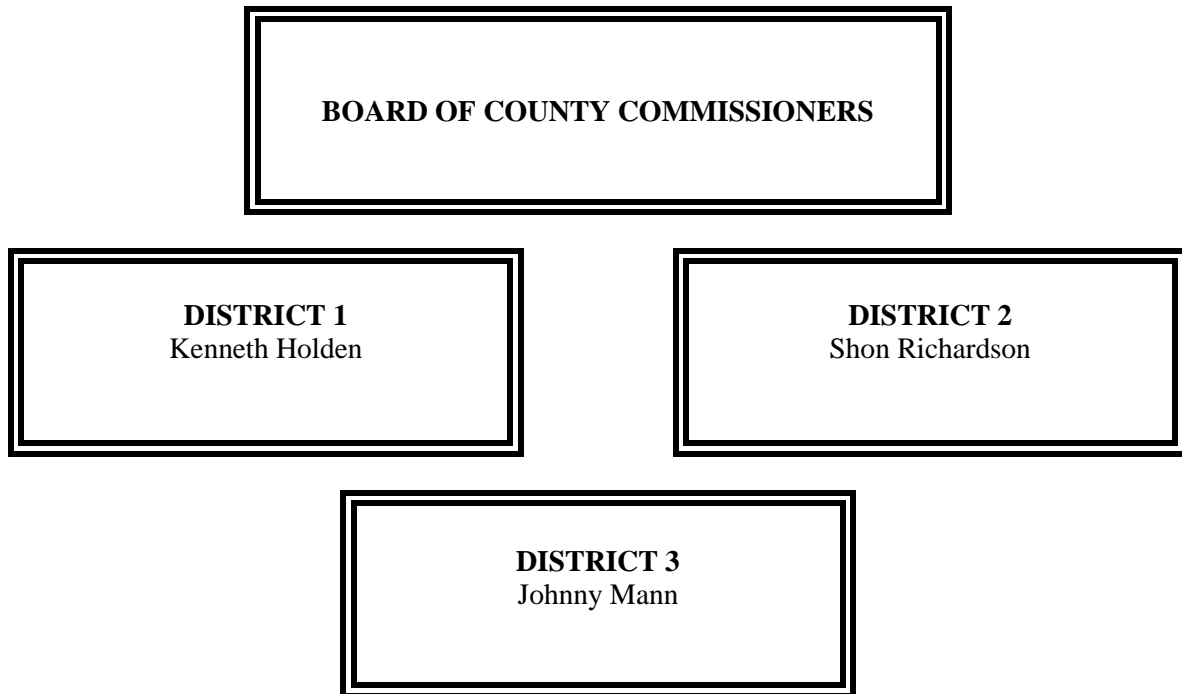 BOARD OF COUNTY COMMISSIONERS
DISTRICT 1
Kenneth Holden
DISTRICT 2
Shon Richardson
DISTRICT 3
Johnny Mann